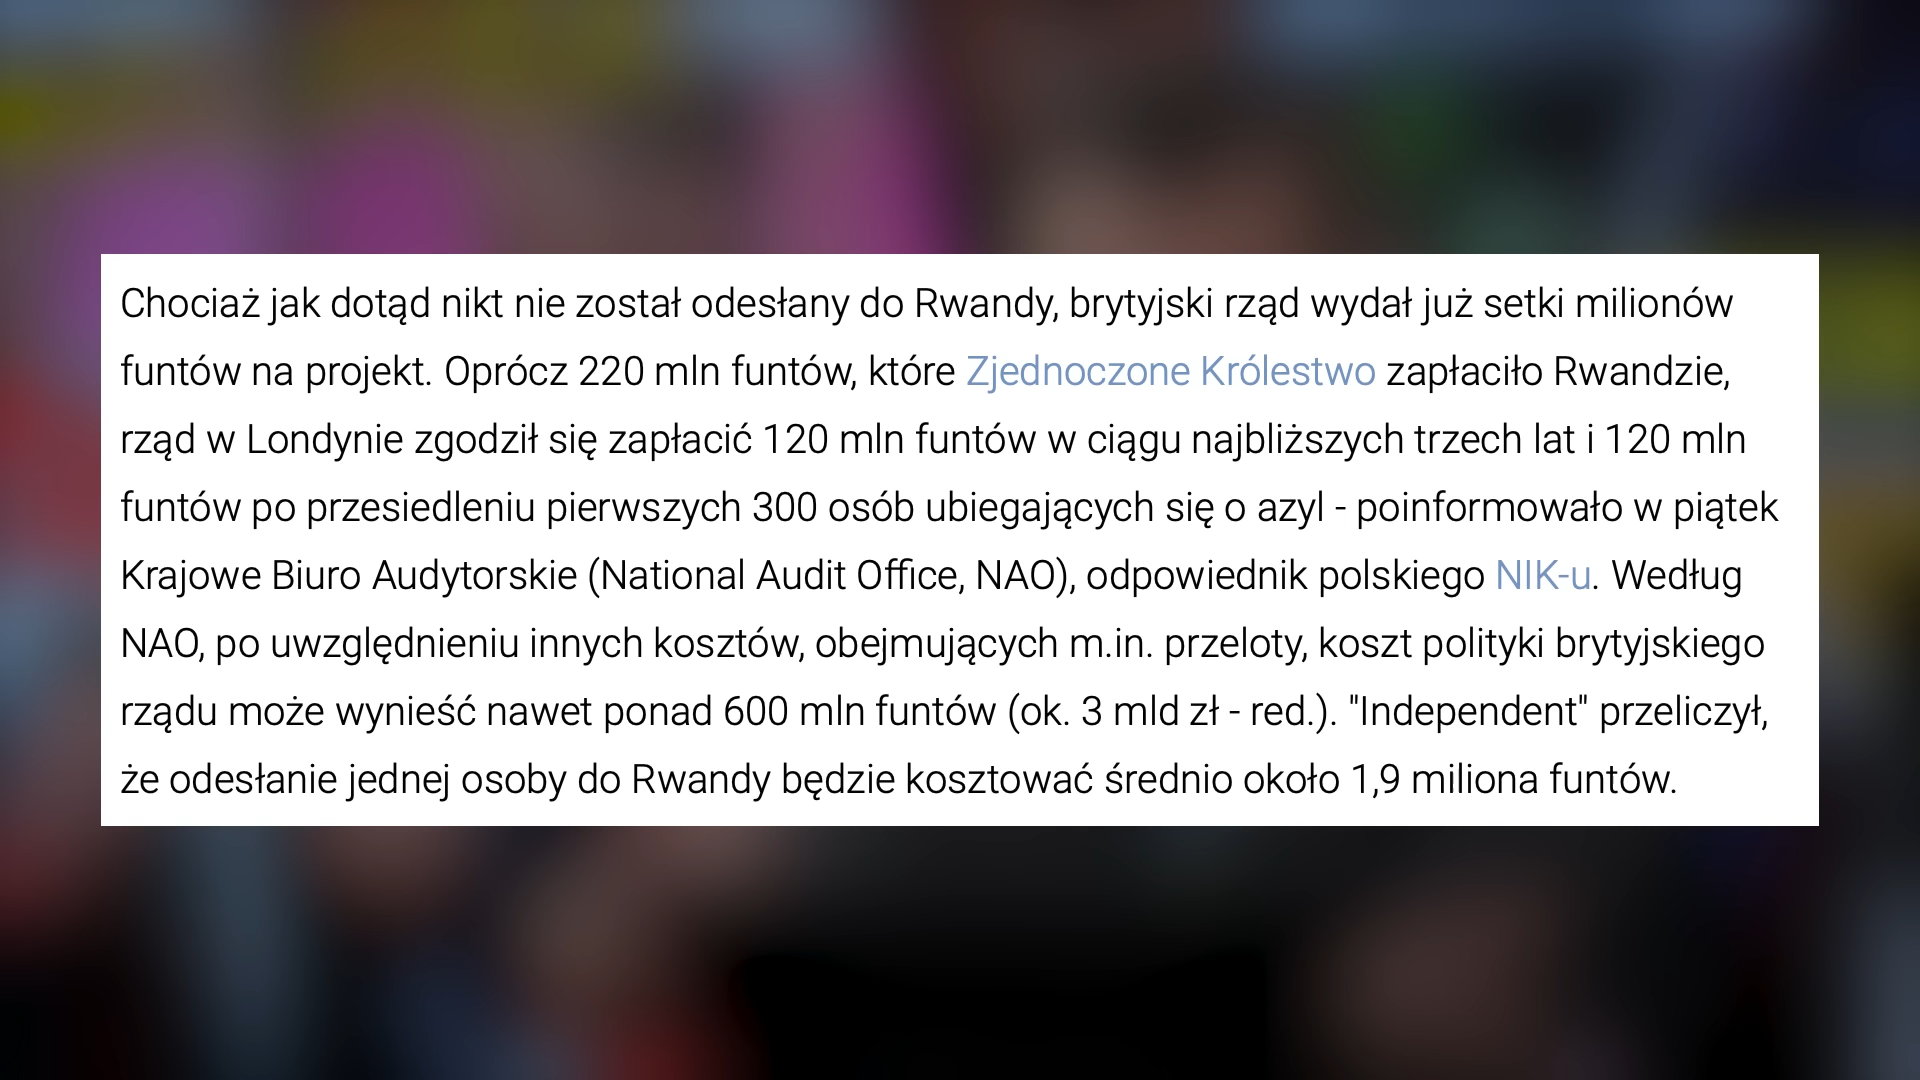 Chociaż jak dotąd nikt nie został odesłany do Rwandy, brytyjski rząd wydał już setki milionów
funtów na projekt. Oprócz 220 mln funtów, które Zjednoczone Królestwo zapłaciło Rwandzie,
rząd w Londynie zgodził się zapłacić 120 mln funtów w ciągu najbliższych trzech lat i 120 mln
funtów po przesiedleniu pierwszych 300 osób ubiegających się o azyl - poinformowało w piątek
Krajowe Biuro Audytorskie (National Audit Office, NAO), odpowiednik polskiego NIK-u. Według
NAO, po uwzględnieniu innych kosztów, obejmujących m.in. przeloty, koszt polityki brytyjskiego
rządu może wynieść nawet ponad 600 mln funtów (ok. 3 mld zł - red.). "Independent" przeliczył,
że odesłanie jednej osoby do Rwandy będzie kosztować średnio około 1,9 miliona funtów.